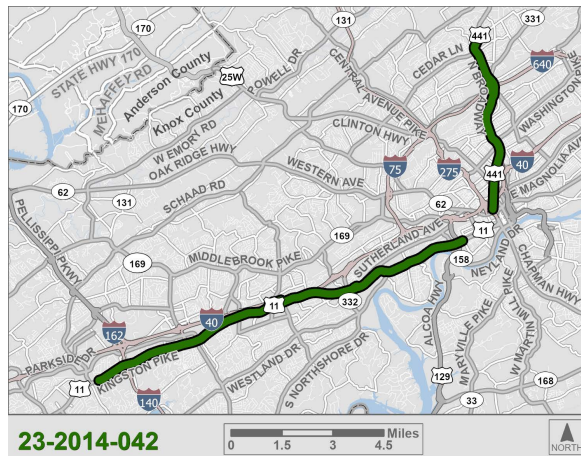 131
441
331
170
CEDAR LN
640
STATE HWY 170
MEHAFFEY RD
Anderson County
25W
POWELL DR
CENTRAL AVENUE PIKE
N BROADWAY
WASHINGTON PIKE
170
Knox County
CLINTON HWY
W EMORY RD
OAK RIDGE HWY
WESTERN AVE
75
275
40
441
E MAGNOLIA AVE
62
131
SCHAAD RD
62
PELLISSIPPI PKWY
169
11
SUTHERLAND AVE
169
MIDDLEBROOK PIKE
158
NEYLAND DR
CHAPMAN HWY
11
332
40
162
ALCOA HWY
MARYVILLE PIKE
W MARTIN MILL PIKE
PARKSIDE DR
KINGSTON PIKE
WESTLAND DR
S NORTHSHORE DR
11
140
129
168
33
23-2014-042
Miles
0 1.5 3 4.5
NORTH